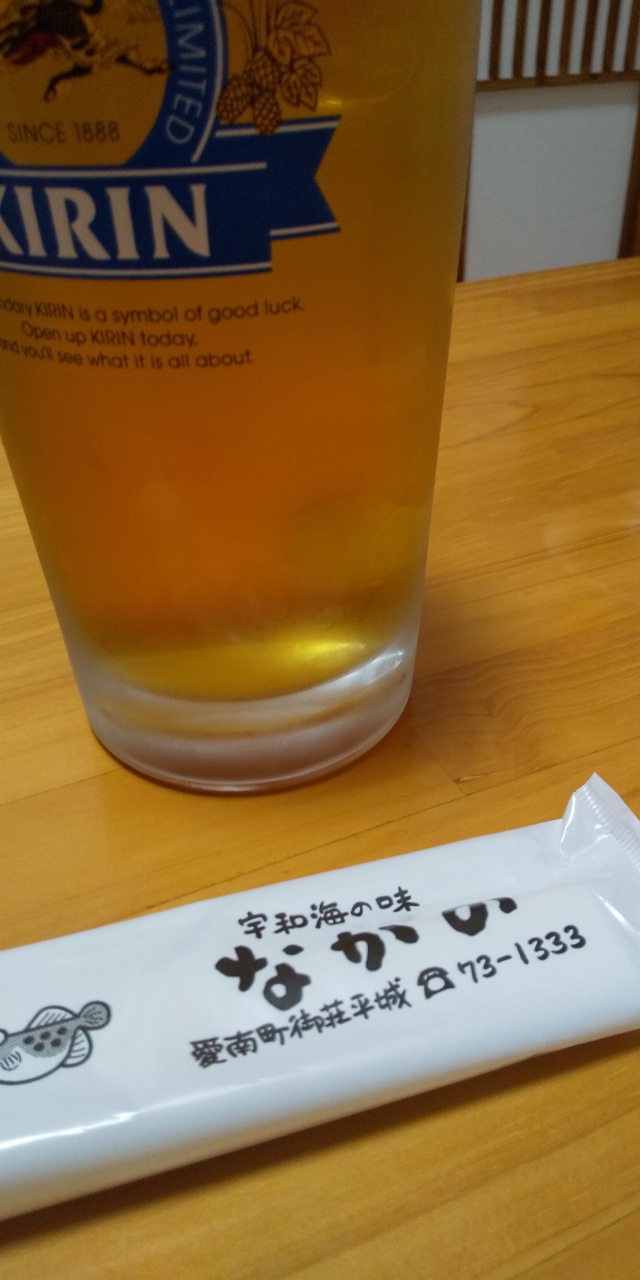 LIMITED
SINCE 1888
KIRIN
KIRIN is a symbol of good luck.
Open up KIRIN today,
and you'll see what it is all about.
宇和海の味
なかの
愛南町御荘平城 ☎73-1333